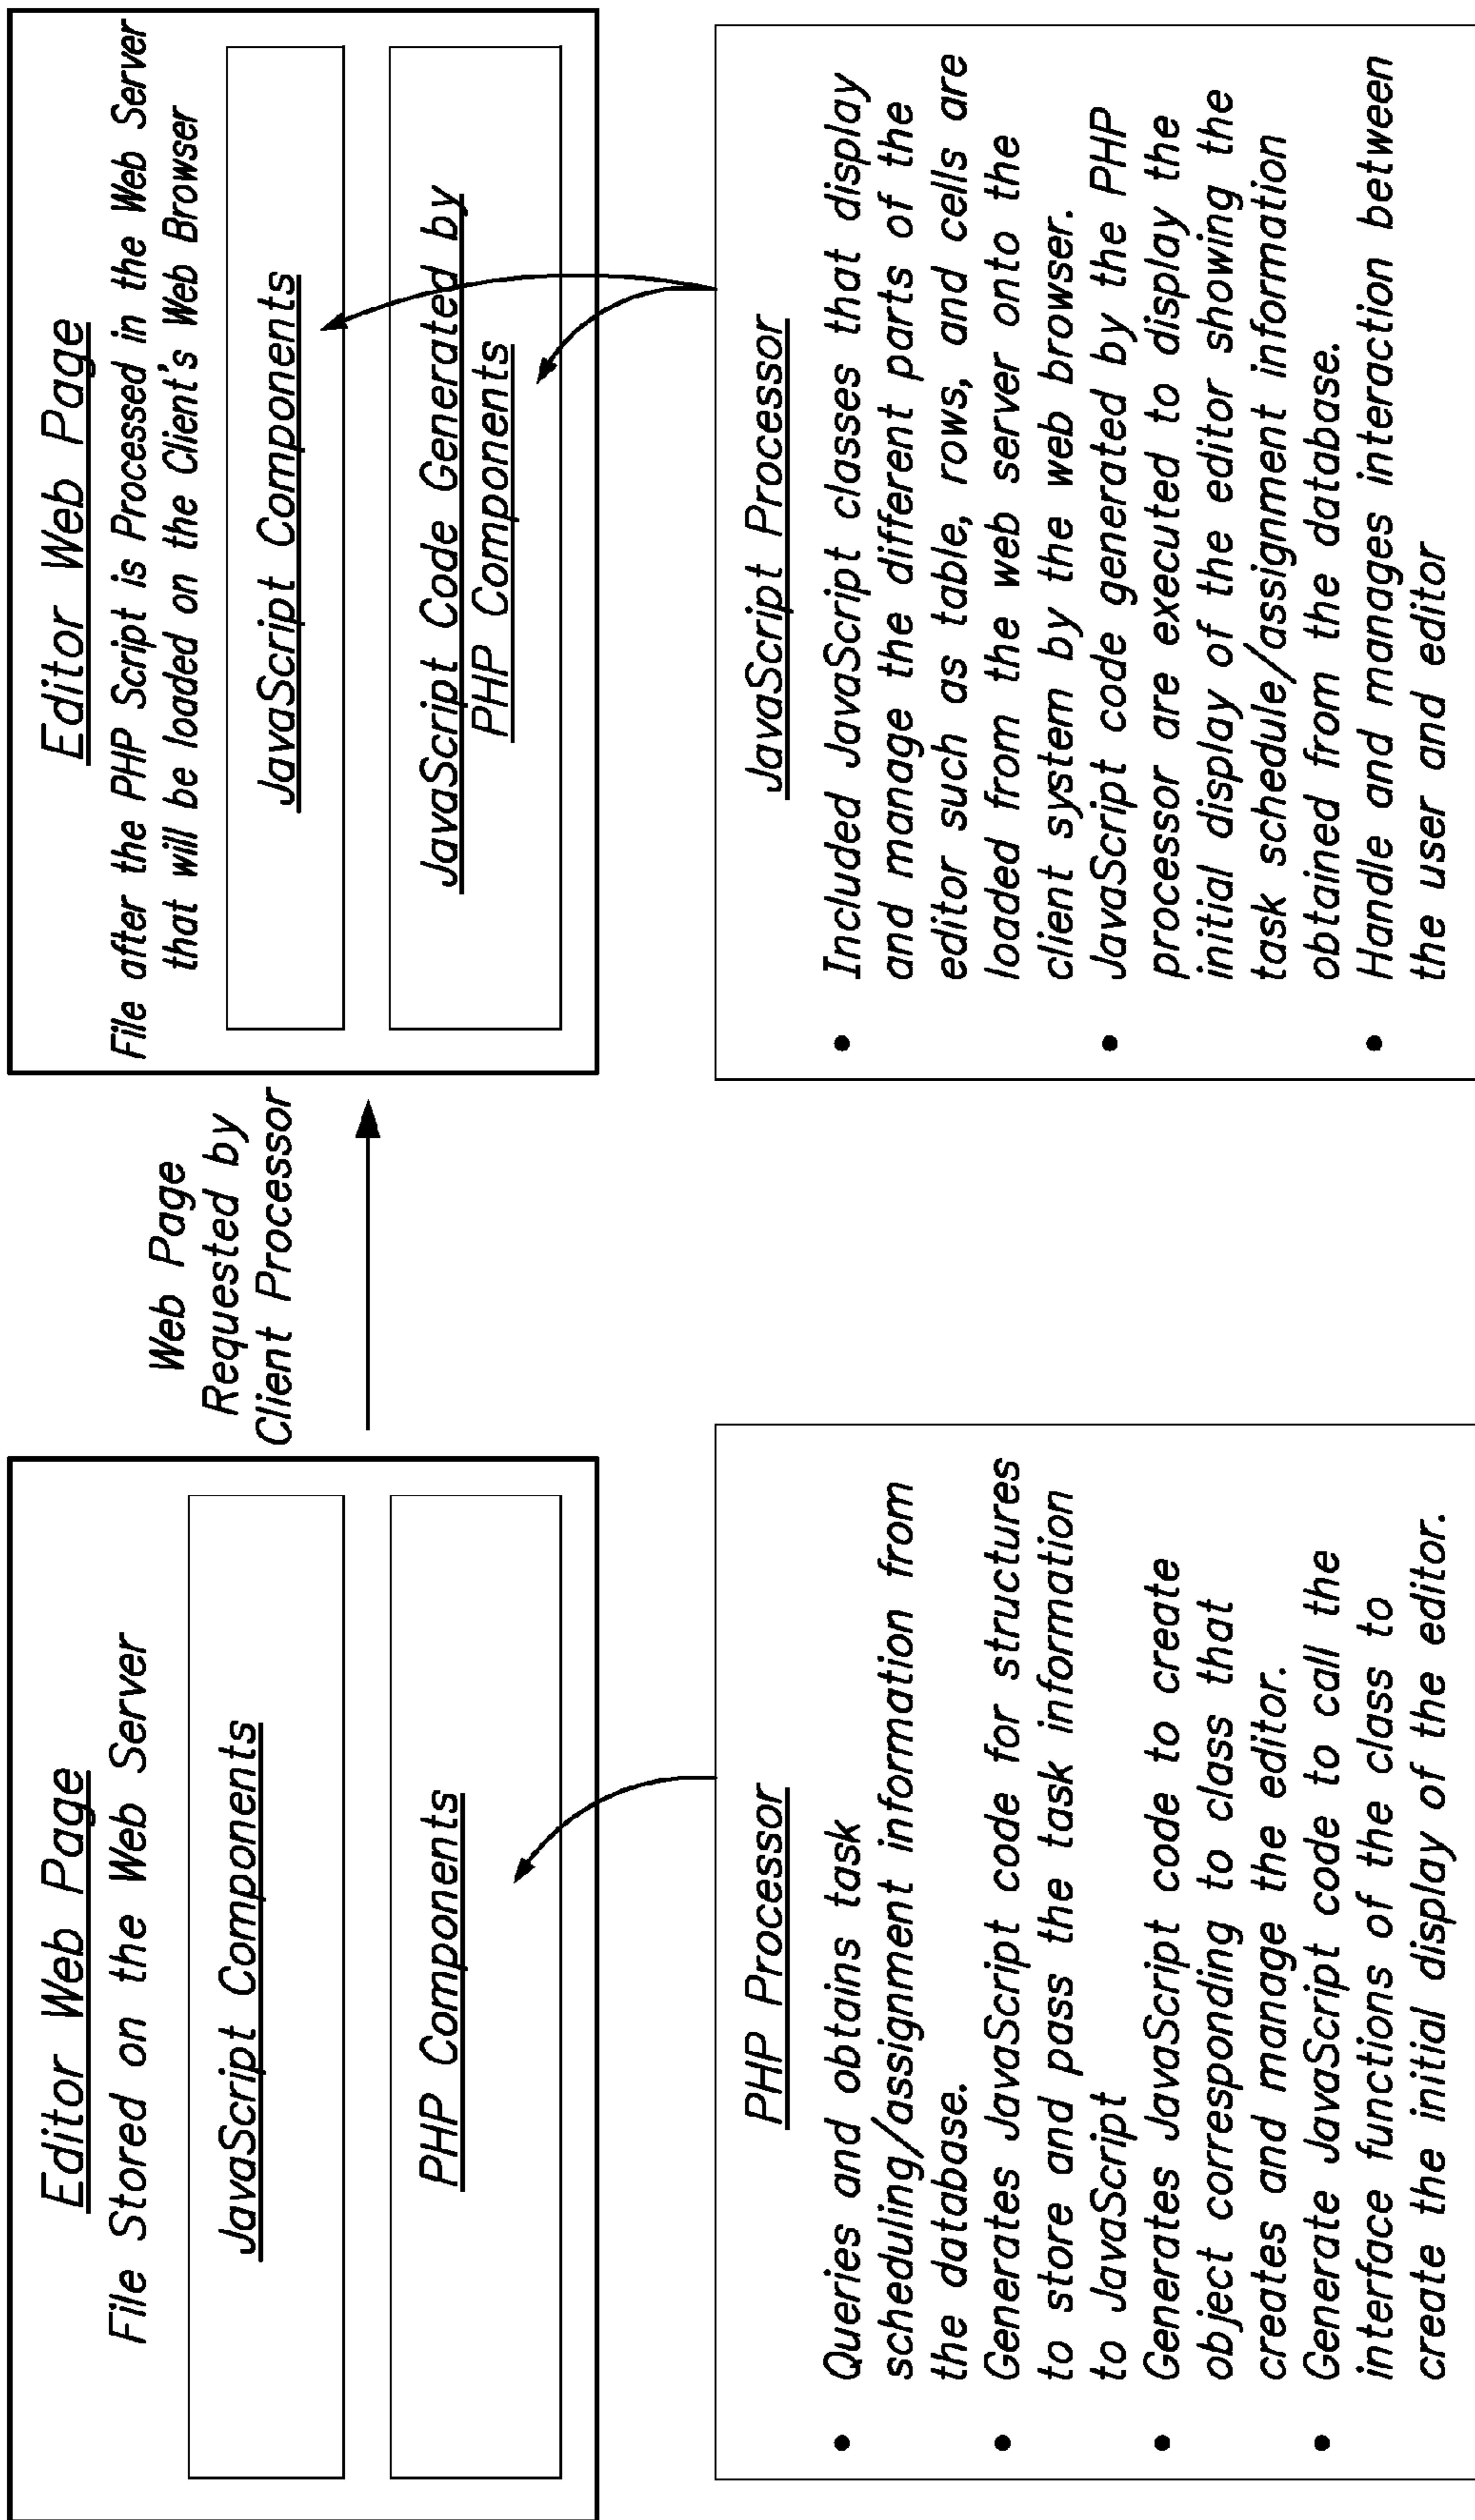 Editor Web Page
File Stored on the Web Server
JavaScript Components
PHP Components
Web Page
Requested by
Client Processor
Editor Web Page
File after the PHP Script is Processed in the Web Server
that will be loaded on the Client's Web Browser
JavaScript Components
JavaScript Code Generated by
PHP Components
PHP Processor
• Queries and obtains task
scheduling/assignment information from
the database.
• Generates JavaScript code for structures
to store and pass the task information
to JavaScript
• Generates JavaScript code to create
object corresponding to class that
creates and manage the editor.
• Generate JavaScript code to call the
interface functions of the class to
create the initial display of the editor.
JavaScript Processor
• Included JavaScript classes that display
and manage the different parts of the
editor such as table, rows, and cells are
loaded from the web server onto the
client system by the web browser.
• JavaScript code generated by the PHP
processor are executed to display the
initial display of the editor showing the
task schedule/assignment information
obtained from the database.
• Handle and manages interaction between
the user and editor